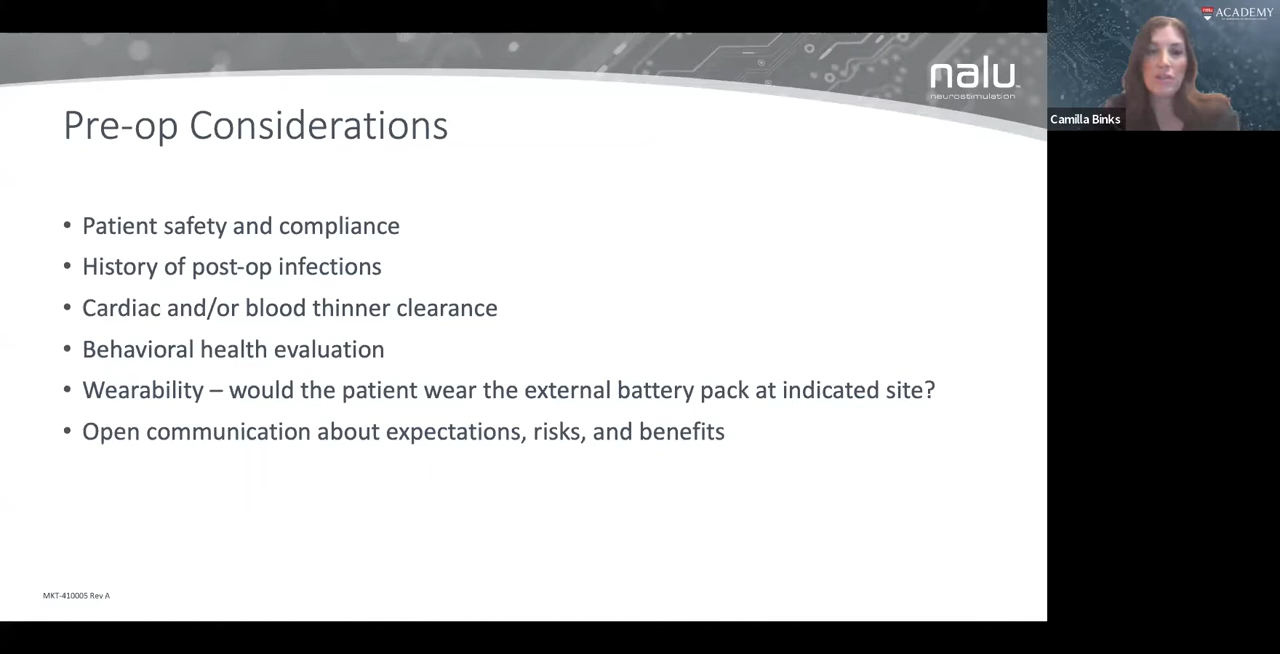 nalu
neurostimulation
ACADEMY
Camilla Binks
Pre-op Considerations
• Patient safety and compliance
• History of post-op infections
• Cardiac and/or blood thinner clearance
• Behavioral health evaluation
• Wearability – would the patient wear the external battery pack at indicated site?
• Open communication about expectations, risks, and benefits
MKT-410005 Rev A